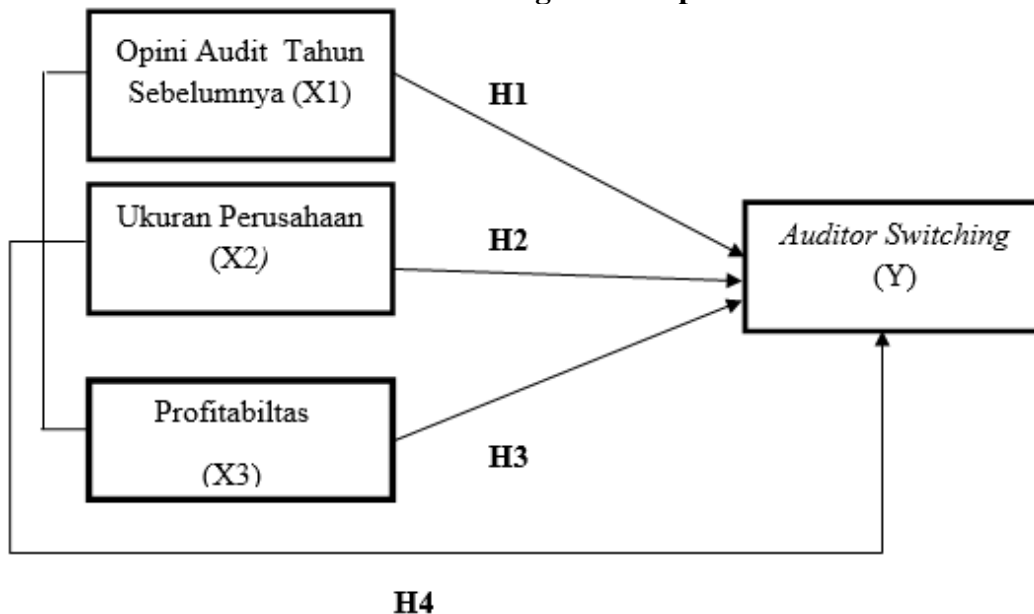 Opini Audit Tahun
Sebelumnya (X1)
H1
Ukuran Perusahaan
(X2)
H2
Auditor Switching
(Y)
Profitabiltas
(X3)
H3
H4